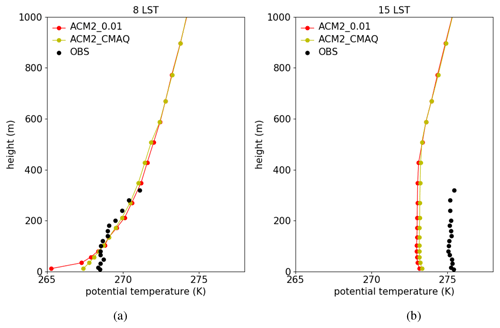 8 LST
15 LST
1000
800
600
400
200
0
height (m)
ACM2_0.01
ACM2_CMAQ
OBS
265
270
275
potential temperature (K)
(a)
1000
800
600
400
200
0
height (m)
ACM2_0.01
ACM2_CMAQ
OBS
265
270
275
potential temperature (K)
(b)